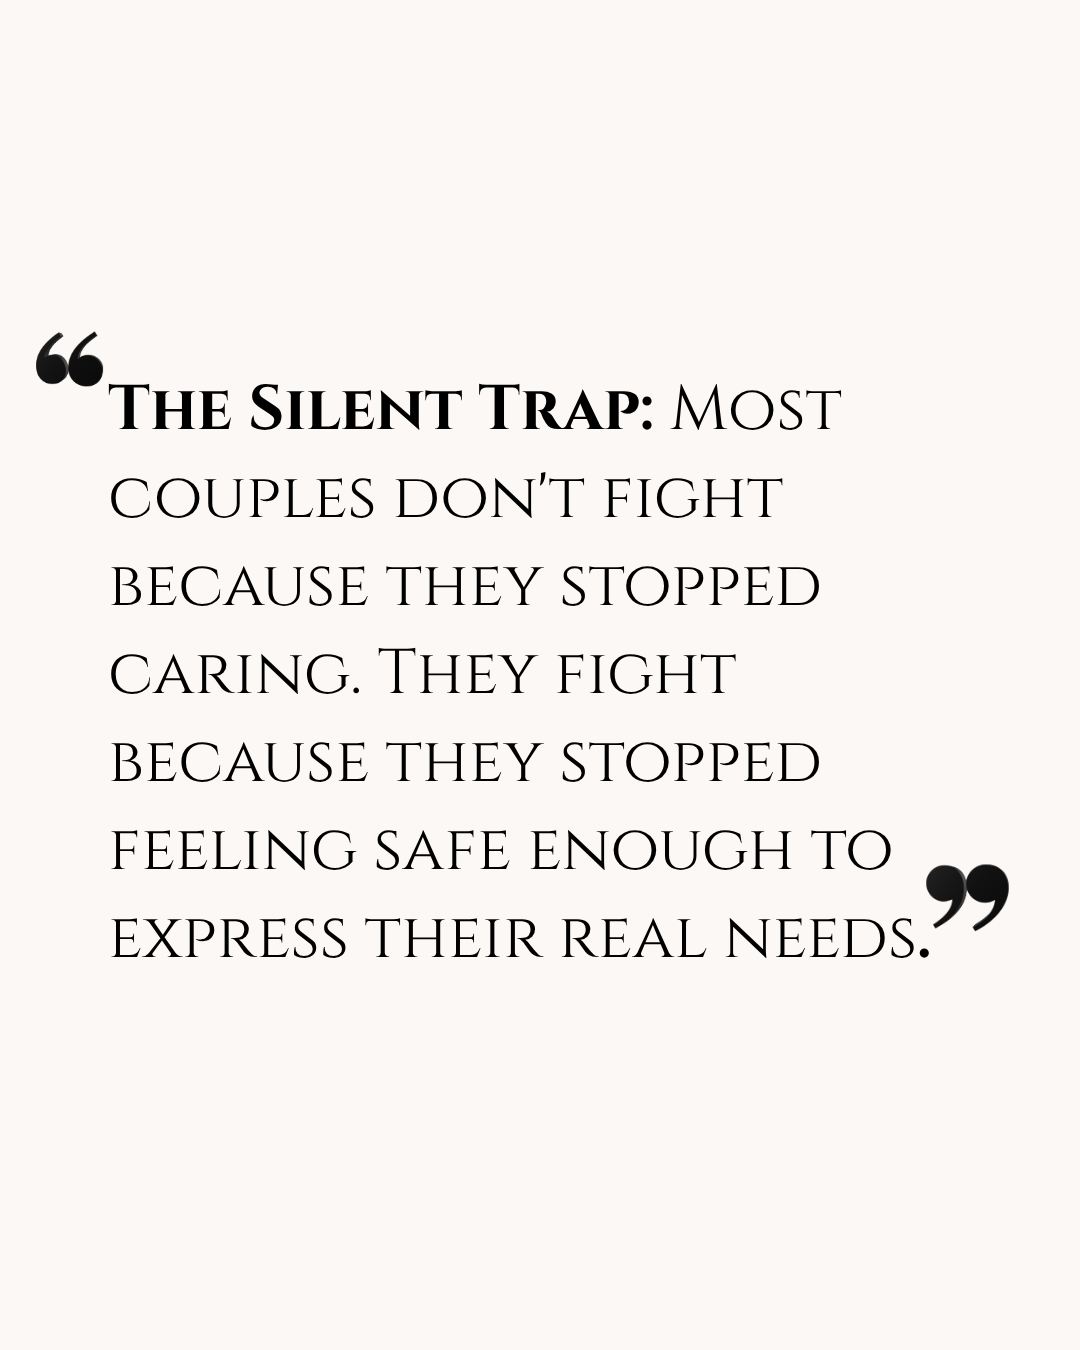 “The Silent Trap: Most
couples don't fight
because they stopped
caring. They fight
because they stopped
feeling safe enough to
express their real needs.”